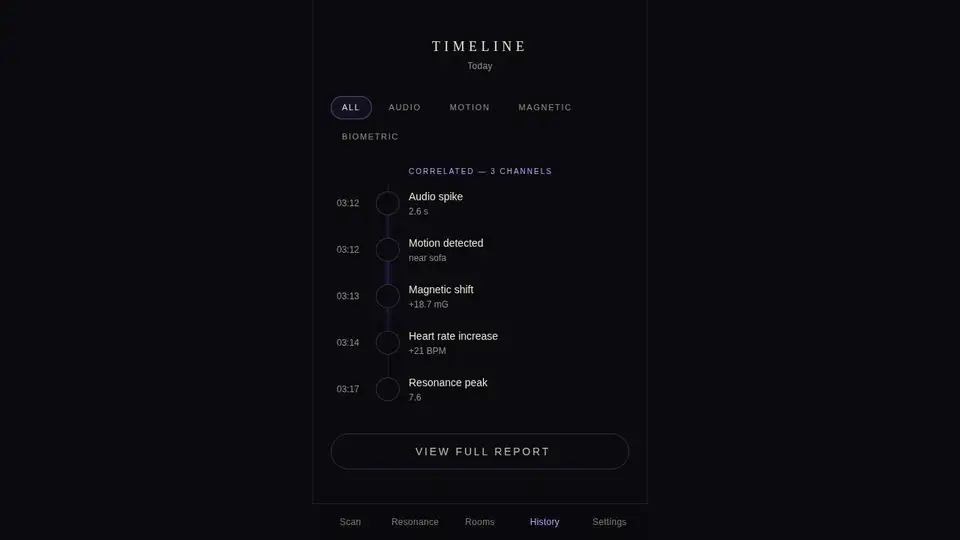 TIMELINE
Today
ALL AUDIO MOTION MAGNETIC
BIOMETRIC
CORRELATED — 3 CHANNELS
03:12 Audio spike
2.6 s
03:12 Motion detected
near sofa
03:13 Magnetic shift
+18.7 mG
03:14 Heart rate increase
+21 BPM
03:17 Resonance peak
7.6
VIEW FULL REPORT
Scan Resonance Rooms History Settings